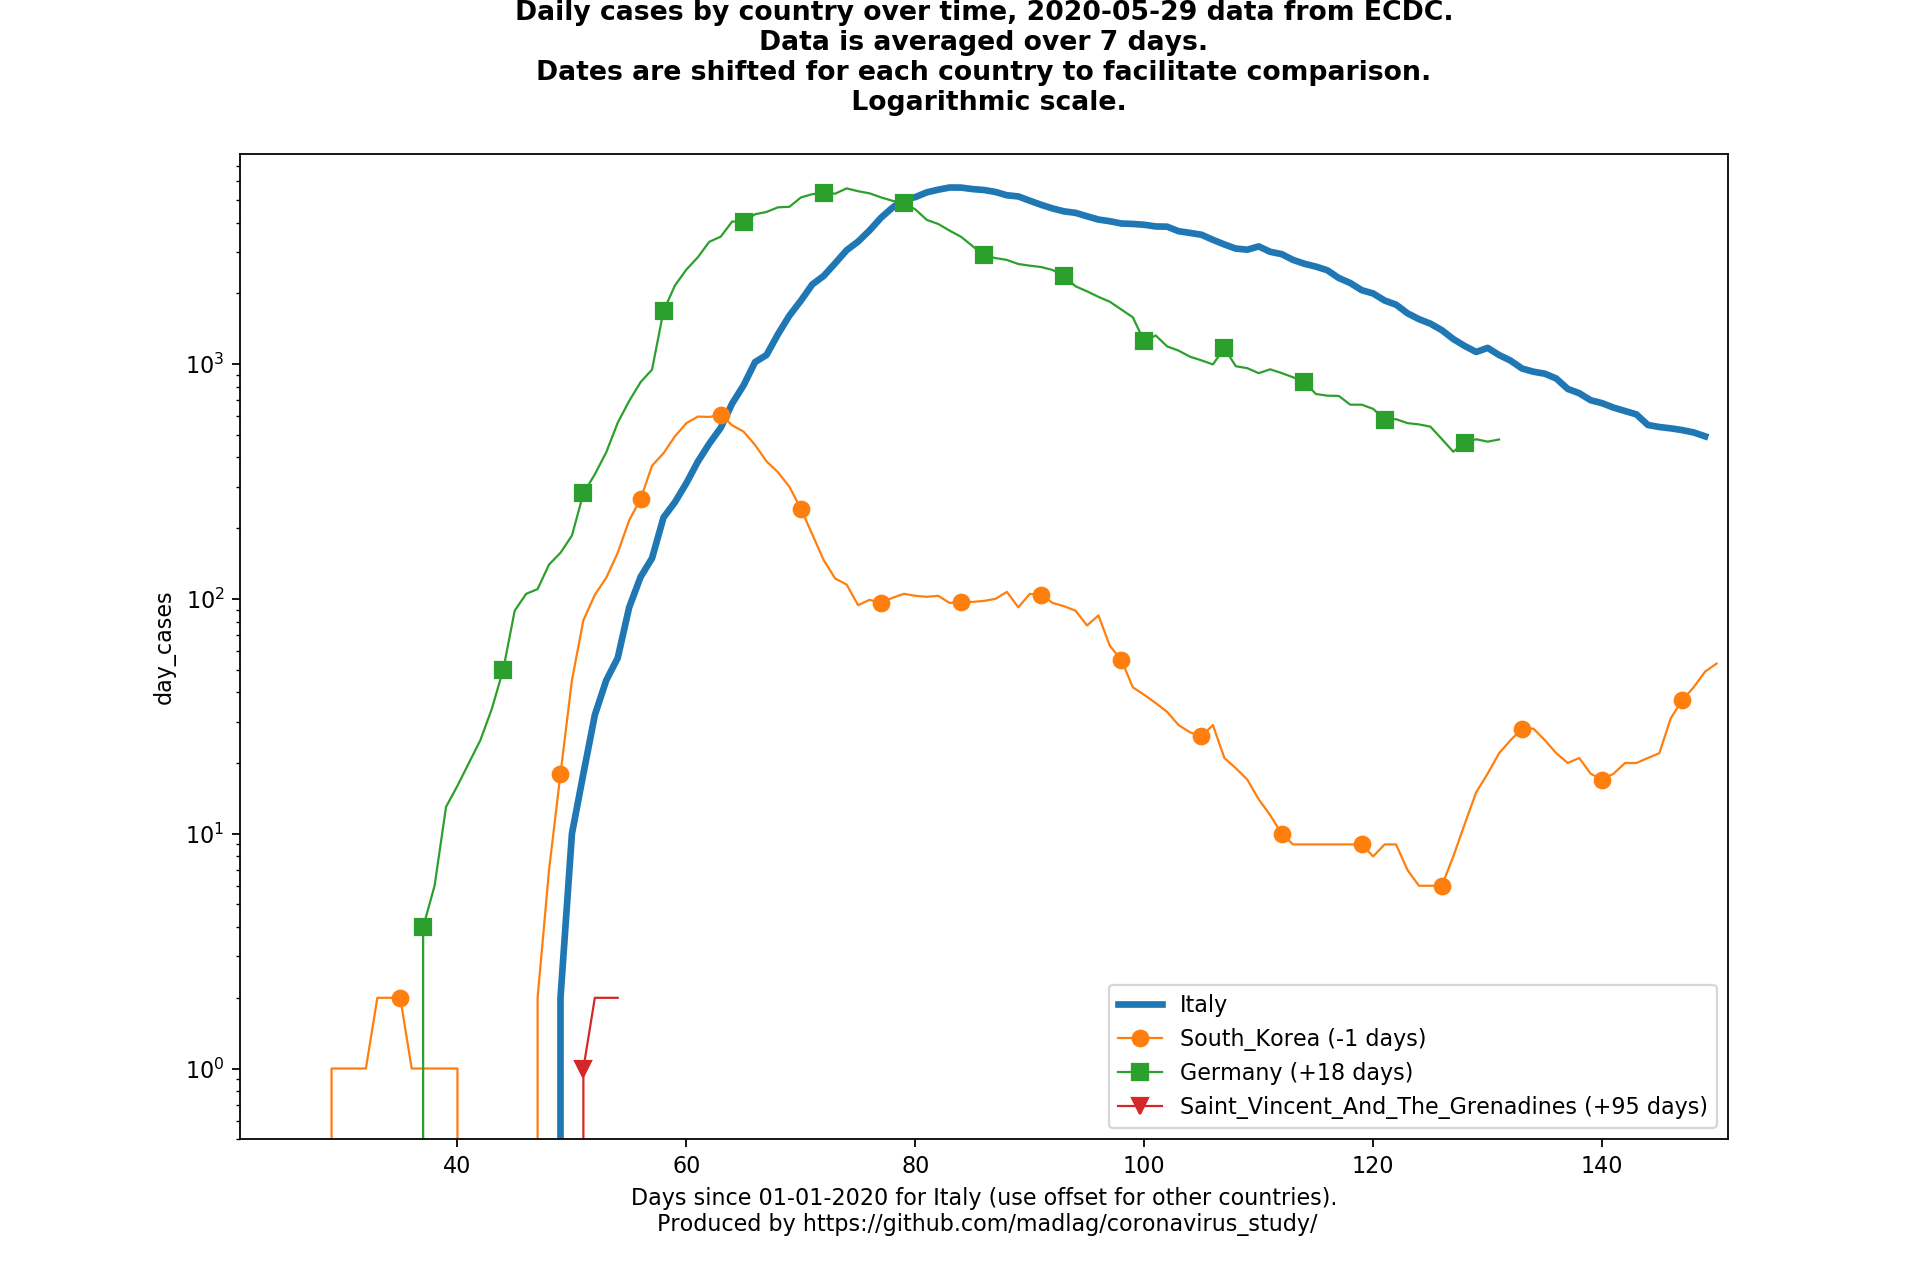 Daily cases by country over time, 2020-05-29 data from ECDC.
Data is averaged over 7 days.
Dates are shifted for each country to facilitate comparison.
Logarithmic scale.
10³
10²
10¹
10⁰
day_cases
40 60 80 100 120 140
Days since 01-01-2020 for Italy (use offset for other countries).
Produced by https://github.com/madlag/coronavirus_study/
Italy
South_Korea (-1 days)
Germany (+18 days)
Saint_Vincent_And_The_Grenadines (+95 days)